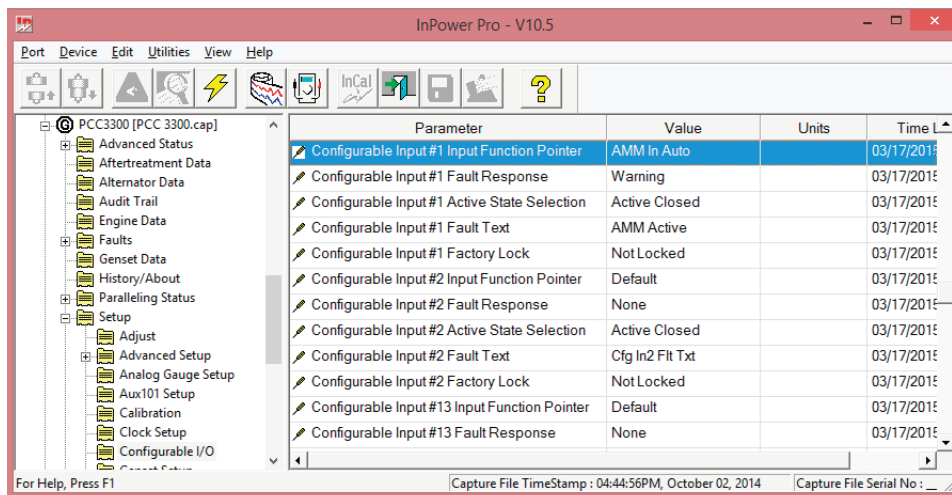 InPower Pro - V10.5
Port Device Edit Utilities View Help
InCal
PCC3300 [PCC 3300.cap]
Advanced Status
Aftertreatment Data
Alternator Data
Audit Trail
Engine Data
Faults
Genset Data
History/About
Paralleling Status
Setup
Adjust
Advanced Setup
Analog Gauge Setup
Aux101 Setup
Calibration
Clock Setup
Configurable I/O
Parameter Value Units Time L
Configurable Input #1 Input Function Pointer AMM In Auto 03/17/2015
Configurable Input #1 Fault Response Warning 03/17/2015
Configurable Input #1 Active State Selection Active Closed 03/17/2015
Configurable Input #1 Fault Text AMM Active 03/17/2015
Configurable Input #1 Factory Lock Not Locked 03/17/2015
Configurable Input #2 Input Function Pointer Default 03/17/2015
Configurable Input #2 Fault Response None 03/17/2015
Configurable Input #2 Active State Selection Active Closed 03/17/2015
Configurable Input #2 Fault Text Cfg In2 Flt Txt 03/17/2015
Configurable Input #2 Factory Lock Not Locked 03/17/2015
Configurable Input #13 Input Function Pointer Default 03/17/2015
Configurable Input #13 Fault Response None 03/17/2015
For Help, Press F1 Capture File TimeStamp : 04:44:56PM, October 02, 2014 Capture File Serial No : __